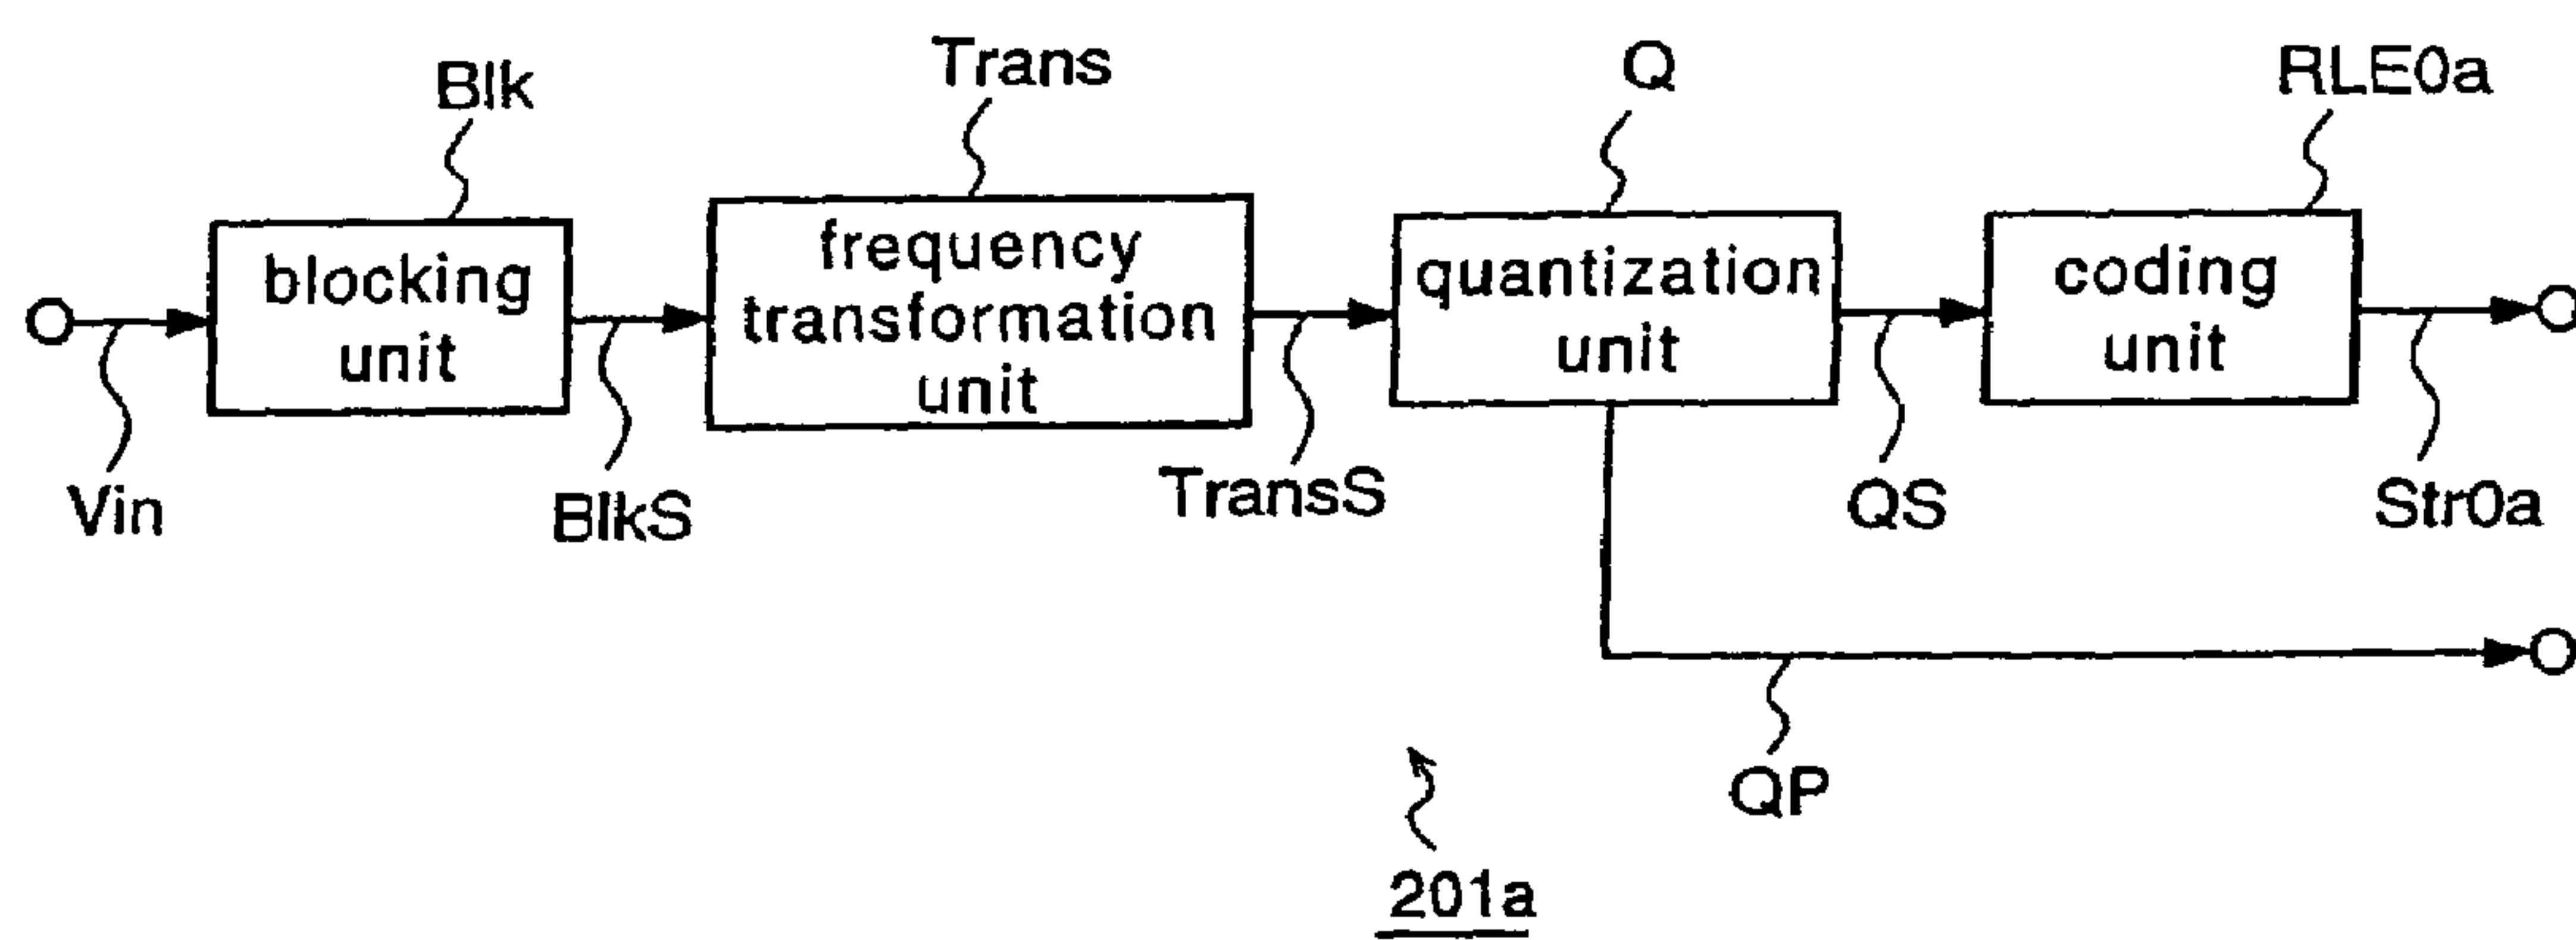 Blk
Trans
Q
RLE0a
blocking
unit
frequency
transformation
unit
quantization
unit
coding
unit
Vin
BlkS
TransS
QS
Str0a
QP
201a